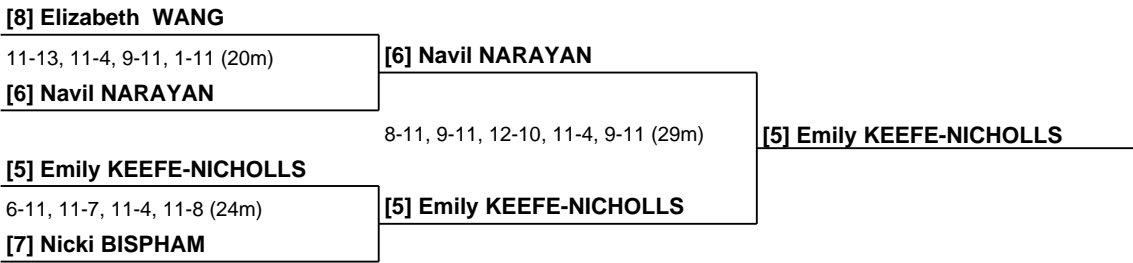 [8] Elizabeth  WANG
11-13, 11-4, 9-11, 1-11 (20m)
[6] Navil NARAYAN
[6] Navil NARAYAN
8-11, 9-11, 12-10, 11-4, 9-11 (29m)
[5] Emily KEEFE-NICHOLLS
[5] Emily KEEFE-NICHOLLS
6-11, 11-7, 11-4, 11-8 (24m)
[5] Emily KEEFE-NICHOLLS
[7] Nicki BISPHAM